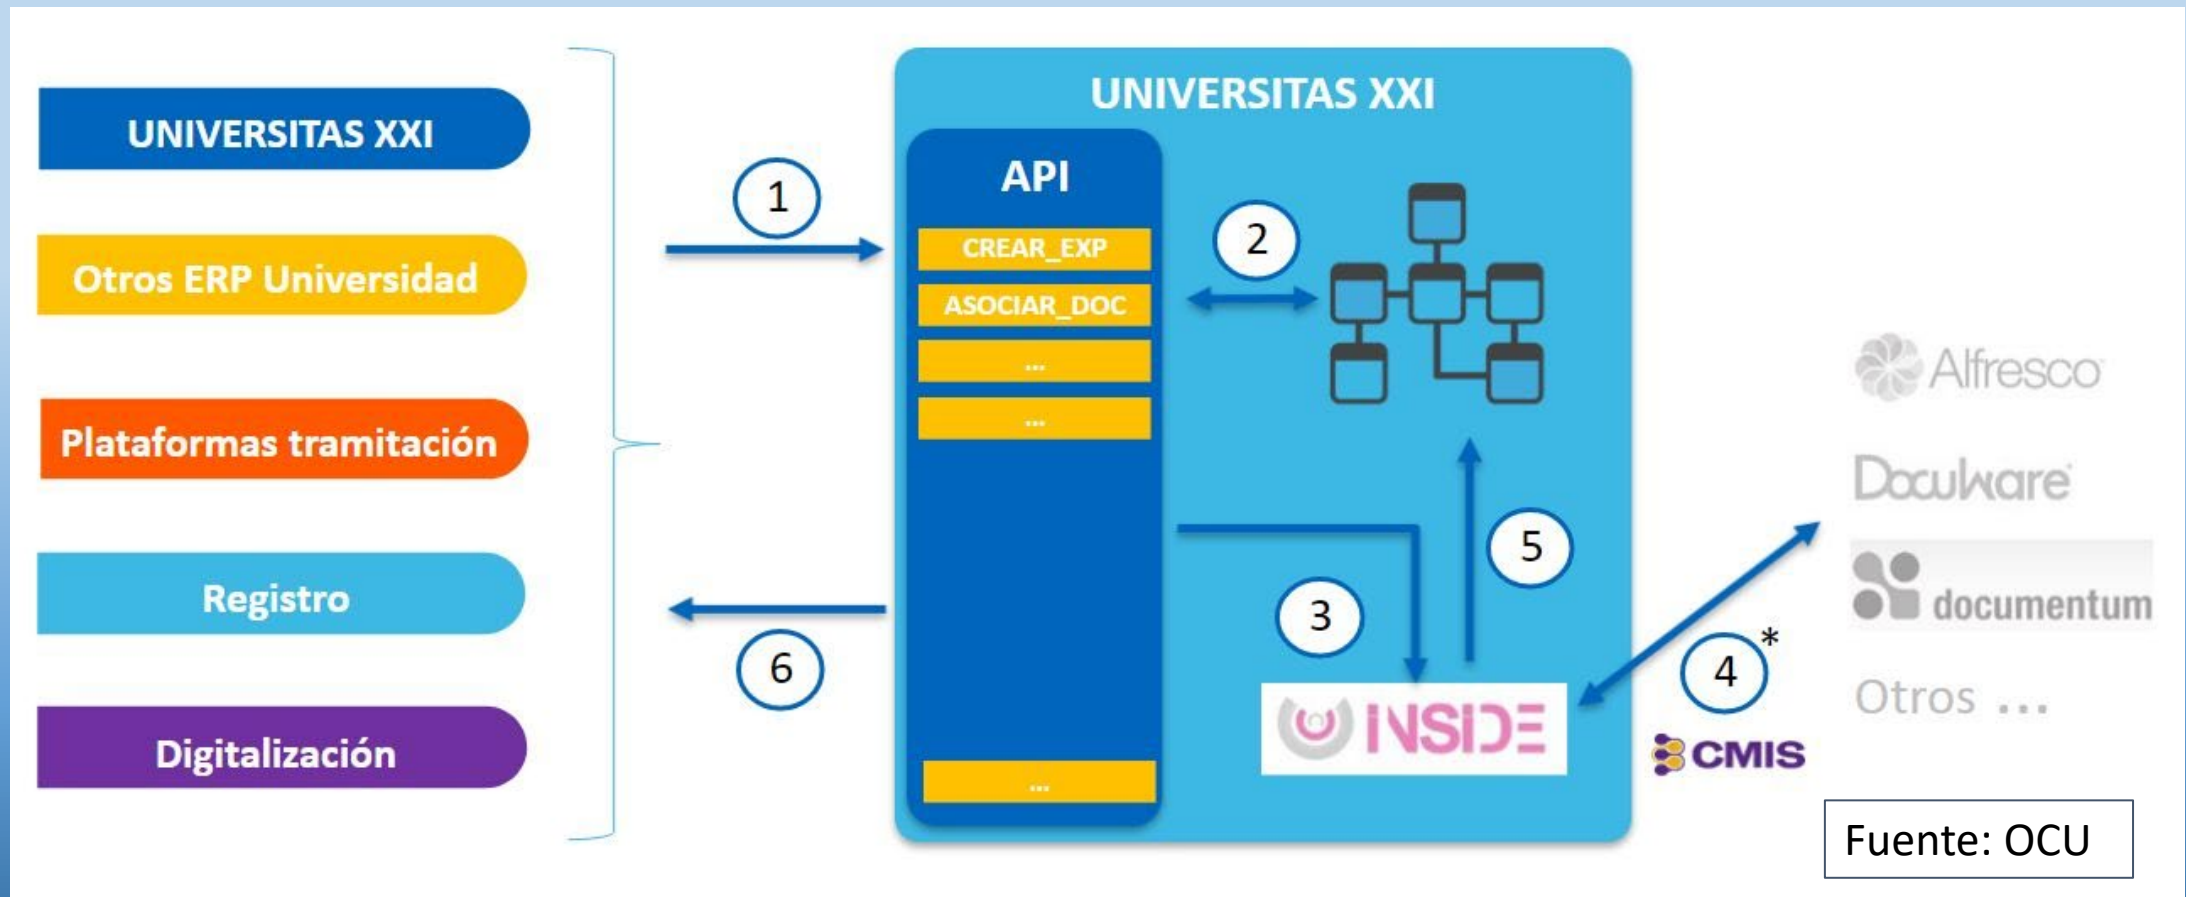 UNIVERSITAS XXI
Otros ERP Universidad
Plataformas tramitación
Registro
Digitalización
1
6
UNIVERSITAS XXI
API
CREAR_EXP
ASOCIAR_DOC
...
...
...
2
3
5
INSIDE
4*
CMIS
Alfresco
DocuWare
documentum
Otros ...
Fuente: OCU